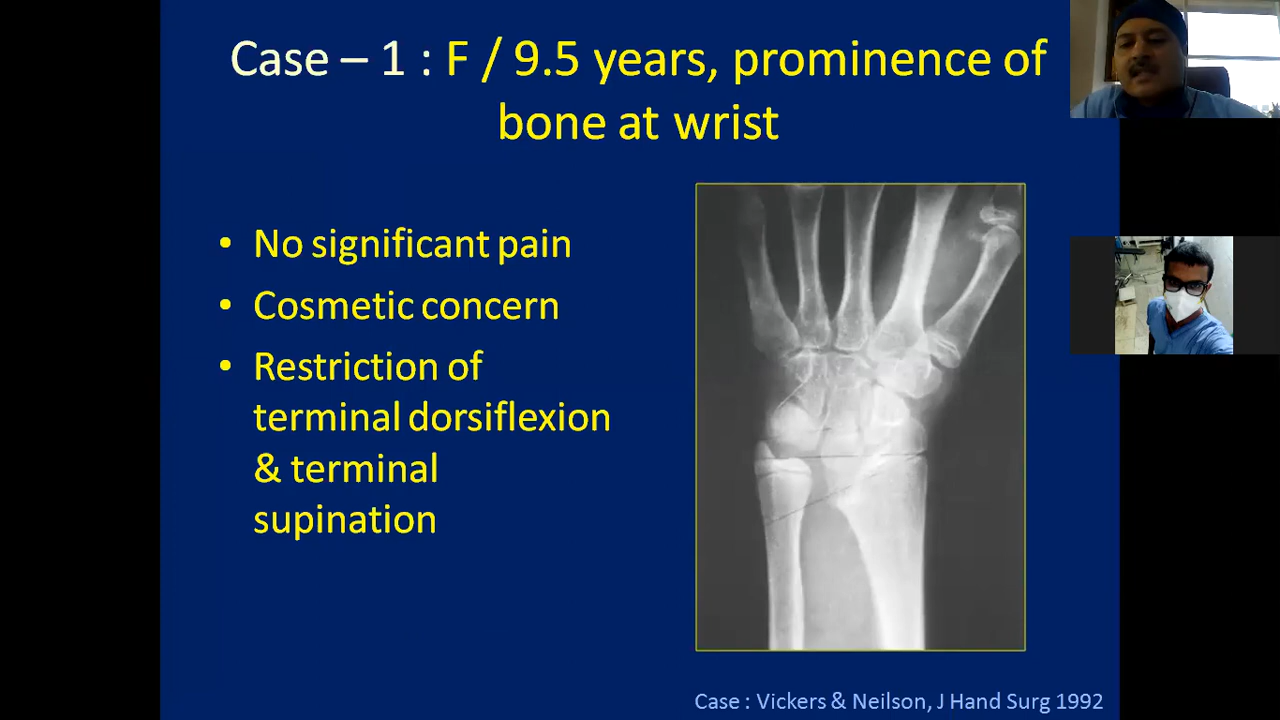 Case – 1 : F / 9.5 years, prominence of
bone at wrist
• No significant pain
• Cosmetic concern
• Restriction of
terminal dorsiflexion
& terminal
supination
Case : Vickers & Neilson, J Hand Surg 1992